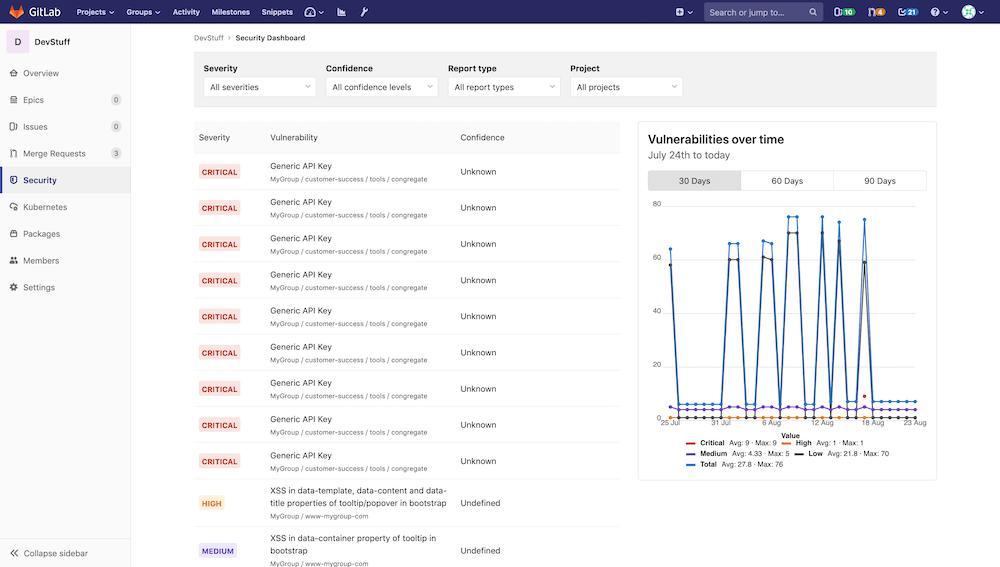 GitLab Projects Groups Activity Milestones Snippets Search or jump to... 10 4 21
D DevStuff
Overview
Epics 0
Issues 0
Merge Requests 3
Security
Kubernetes
Packages
Members
Settings
Collapse sidebar
DevStuff › Security Dashboard
Severity Confidence Report type Project
All severities All confidence levels All report types All projects
Severity Vulnerability Confidence
CRITICAL Generic API Key Unknown
MyGroup / customer-success / tools / congregate
CRITICAL Generic API Key Unknown
MyGroup / customer-success / tools / congregate
CRITICAL Generic API Key Unknown
MyGroup / customer-success / tools / congregate
CRITICAL Generic API Key Unknown
MyGroup / customer-success / tools / congregate
CRITICAL Generic API Key Unknown
MyGroup / customer-success / tools / congregate
CRITICAL Generic API Key Unknown
MyGroup / customer-success / tools / congregate
CRITICAL Generic API Key Unknown
MyGroup / customer-success / tools / congregate
CRITICAL Generic API Key Unknown
MyGroup / customer-success / tools / congregate
CRITICAL Generic API Key Unknown
MyGroup / customer-success / tools / congregate
XSS in data-template, data-content and data-
HIGH title properties of tooltip/popover in bootstrap Undefined
MyGroup / www-mygroup-com
XSS in data-container property of tooltip in
MEDIUM bootstrap Undefined
MyGroup / www-mygroup-com
Vulnerabilities over time
July 24th to today
30 Days 60 Days 90 Days
80
60
40
20
0
25 Jul 31 Jul 6 Aug 12 Aug 18 Aug 23 Aug
Value
Critical Avg: 9 · Max: 9 High Avg: 1 · Max: 1
Medium Avg: 4.33 · Max: 5 Low Avg: 21.8 · Max: 70
Total Avg: 27.8 · Max: 76